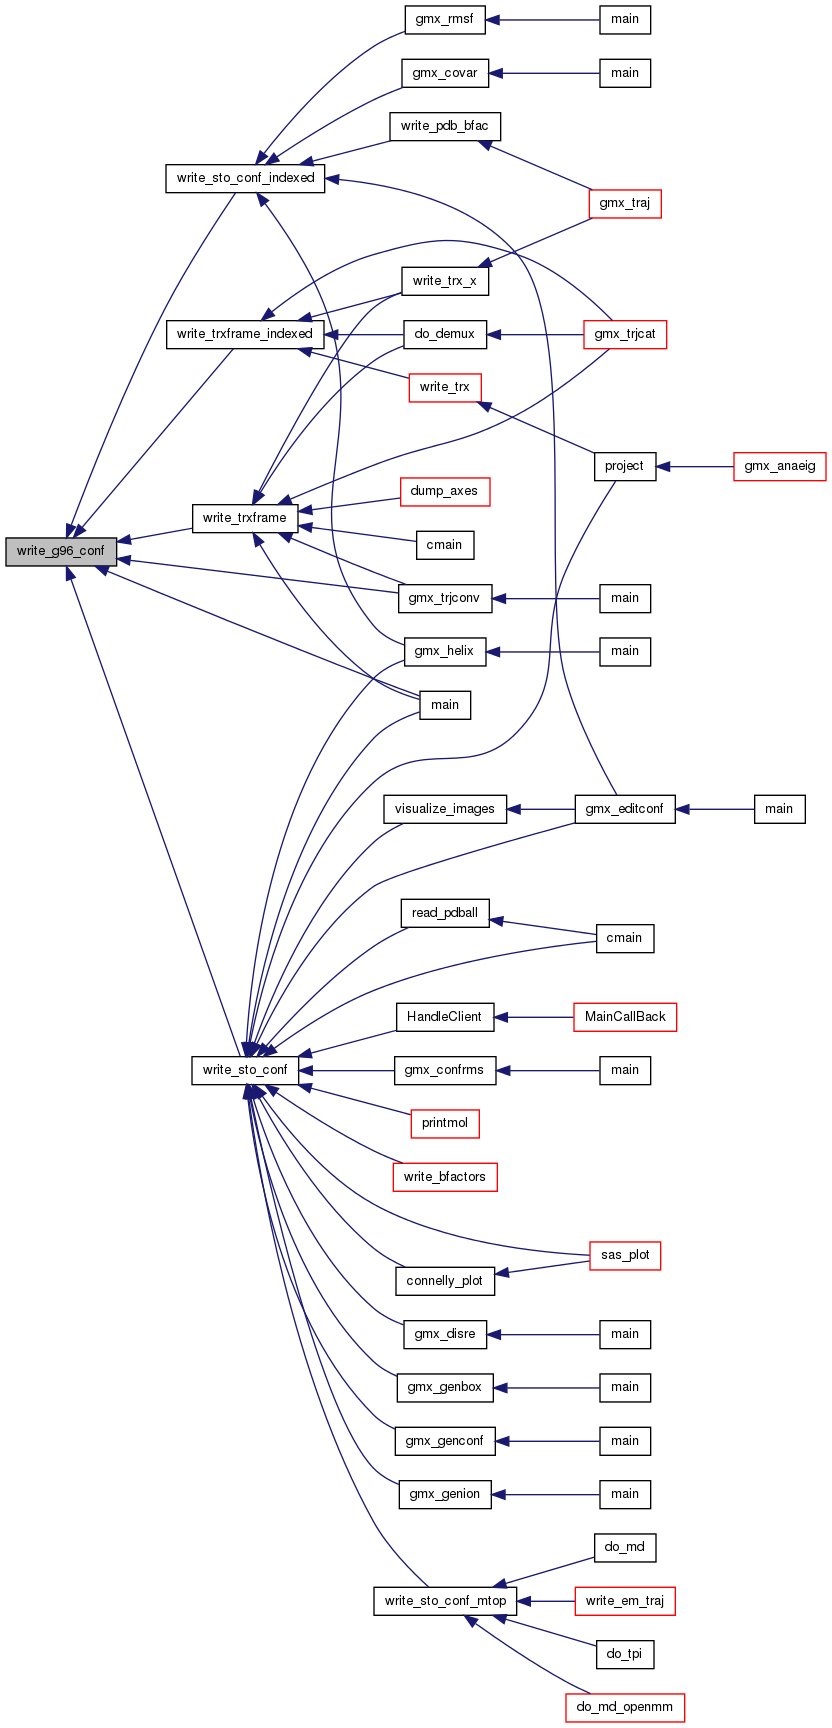 gmx_rmsf
main
gmx_covar
main
write_pdb_bfac
write_sto_conf_indexed
gmx_traj
write_trx_x
write_trxframe_indexed
do_demux
gmx_trjcat
write_trx
project
gmx_anaeig
dump_axes
write_trxframe
cmain
write_g96_conf
gmx_trjconv
main
gmx_helix
main
main
visualize_images
gmx_editconf
main
read_pdball
cmain
HandleClient
MainCallBack
write_sto_conf
gmx_confrms
main
printmol
write_bfactors
sas_plot
connelly_plot
gmx_disre
main
gmx_genbox
main
gmx_genconf
main
gmx_genion
main
do_md
write_sto_conf_mtop
write_em_traj
do_tpi
do_md_openmm